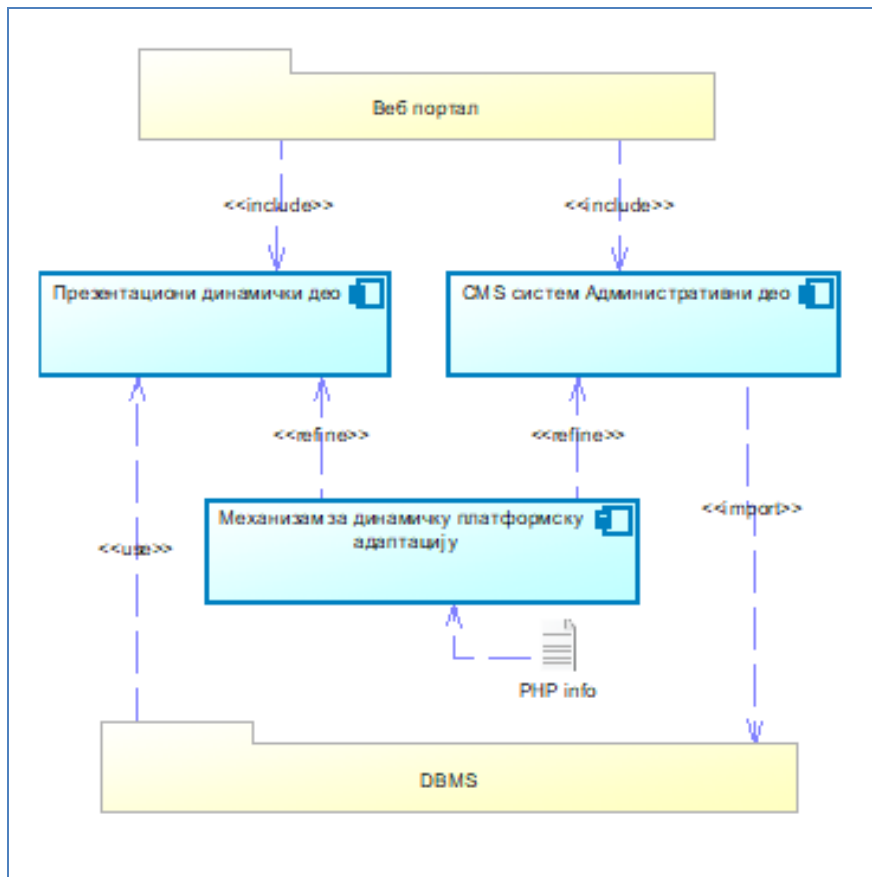 Веб портал
<<include>>
<<include>>
Презентациони динамички део
CMS систем Административни део
<<refine>>
<<refine>>
<<import>>
Механизам за динамичку платформску
адаптацију
<<use>>
PHP info
DBMS